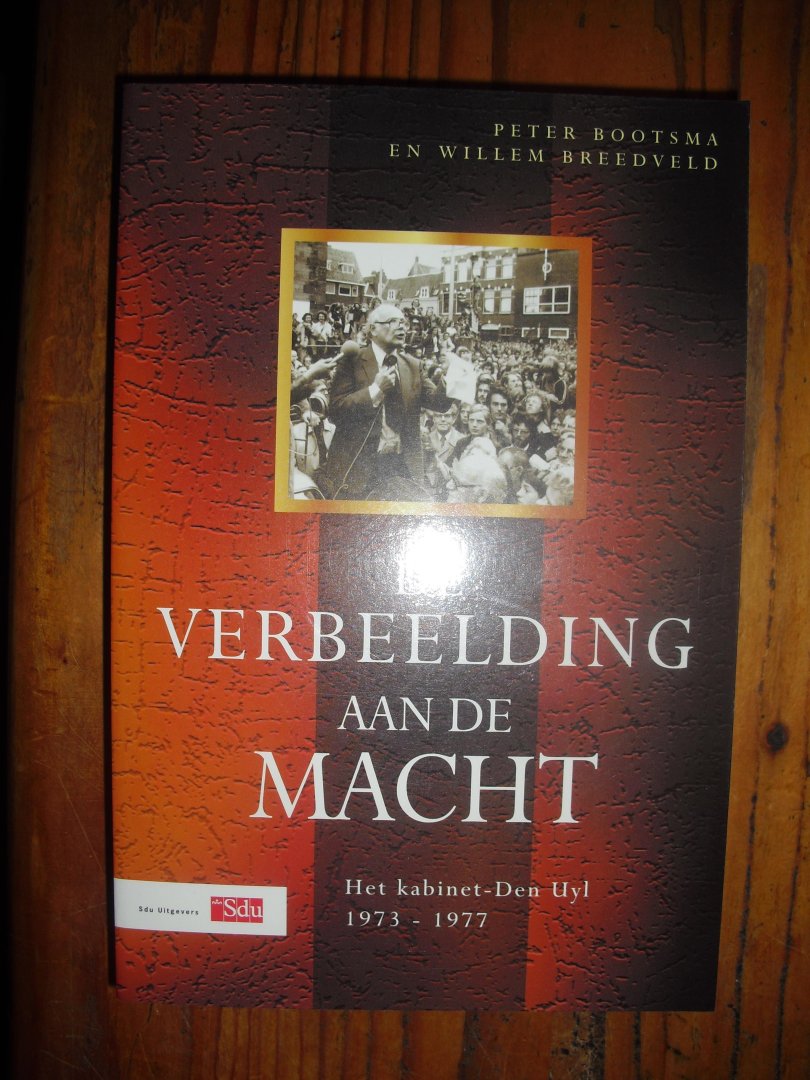 PETER BOOTSMA
EN WILLEM BREEDVELD
VERBEELDING
AAN DE
MACHT
Het kabinet-Den Uyl
1973 - 1977
Sdu Uitgevers
Sdu